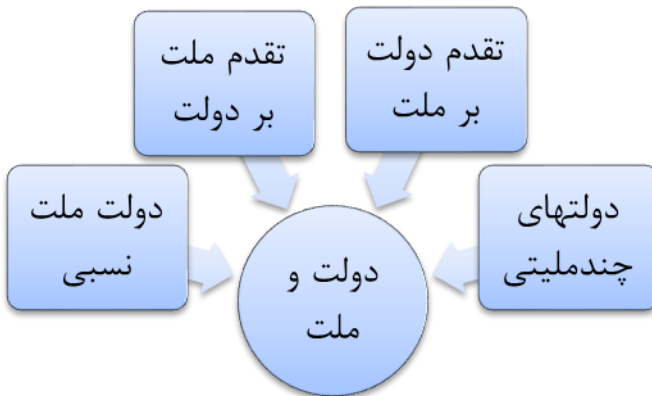 تقدم دولت
بر ملت
تقدم ملت
بر دولت
دولتهای
چندملیتی
دولت ملت
نسبی
دولت و
ملت